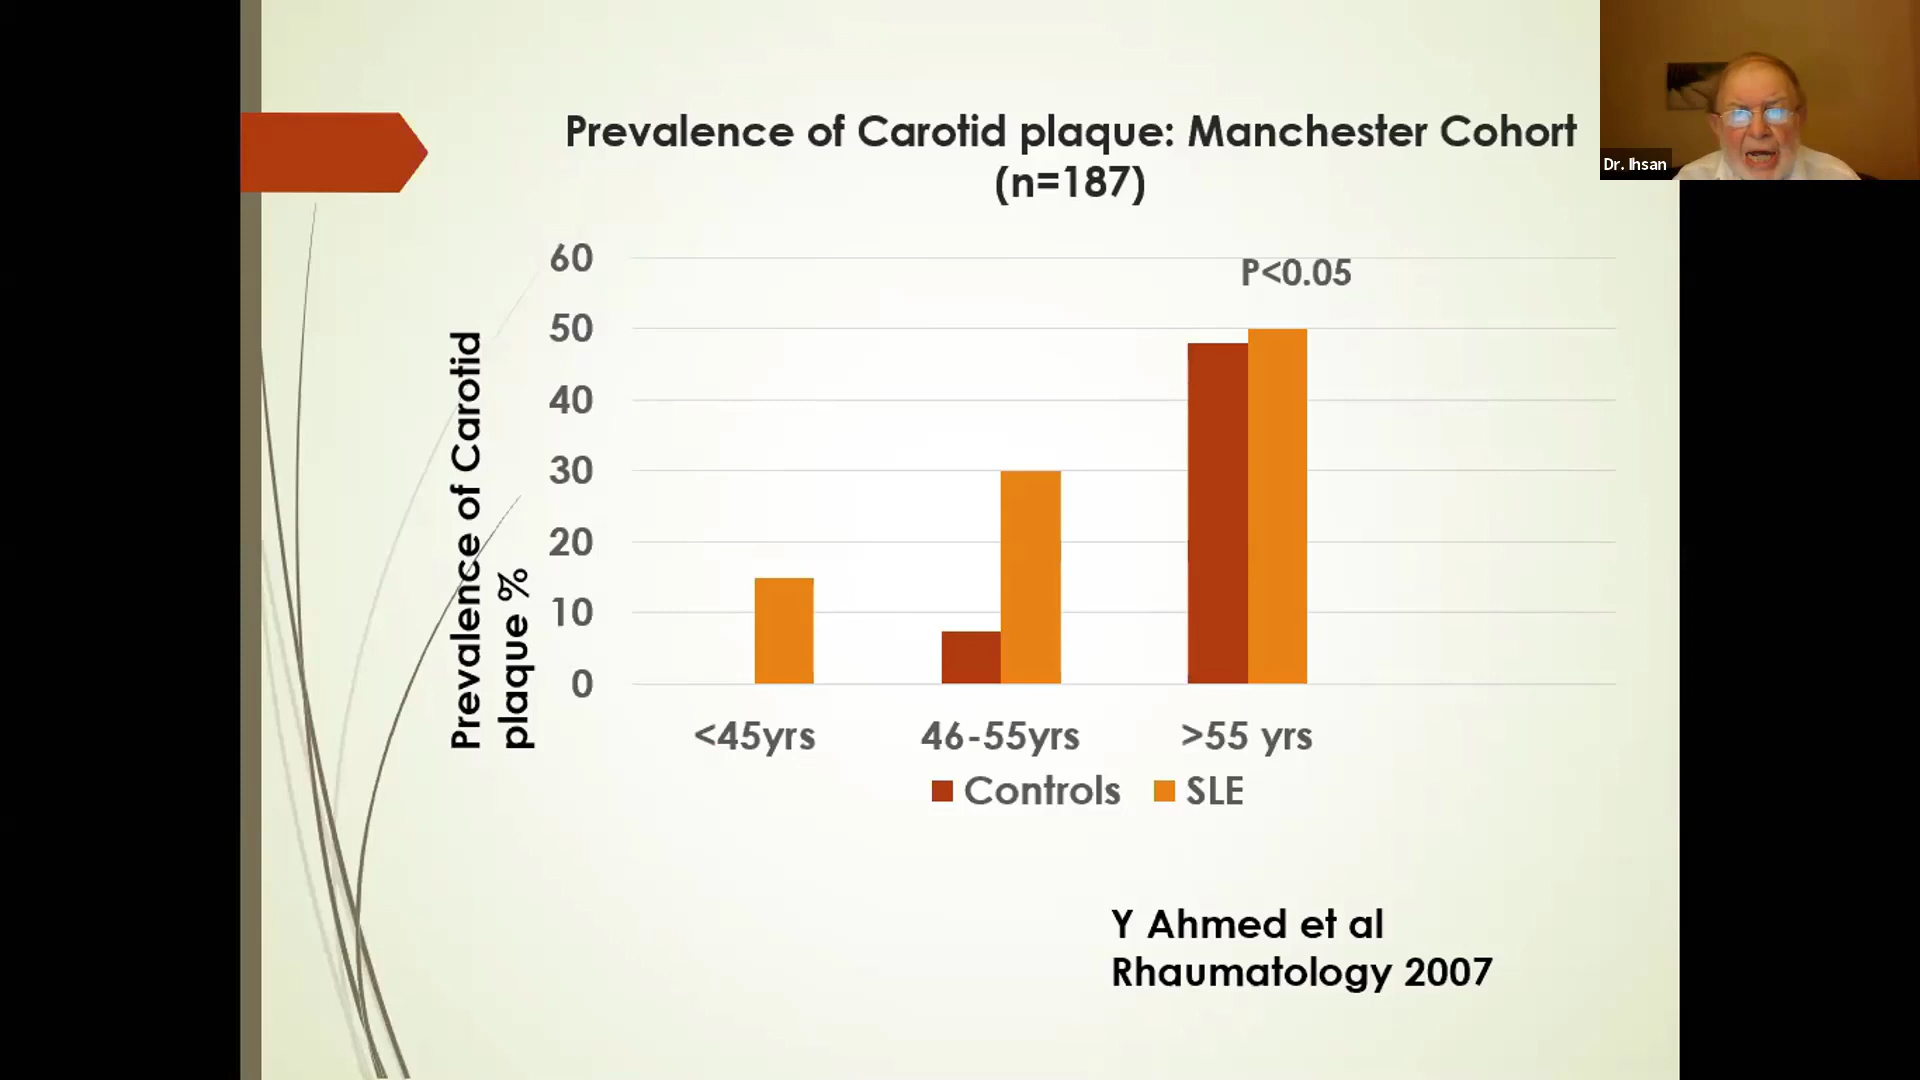 Prevalence of Carotid plaque: Manchester Cohort
(n=187)
Dr. Ihsan
P<0.05
Prevalence of Carotid
plaque %
60
50
40
30
20
10
0
<45yrs 46-55yrs >55 yrs
Controls SLE
Y Ahmed et al
Rhaumatology 2007